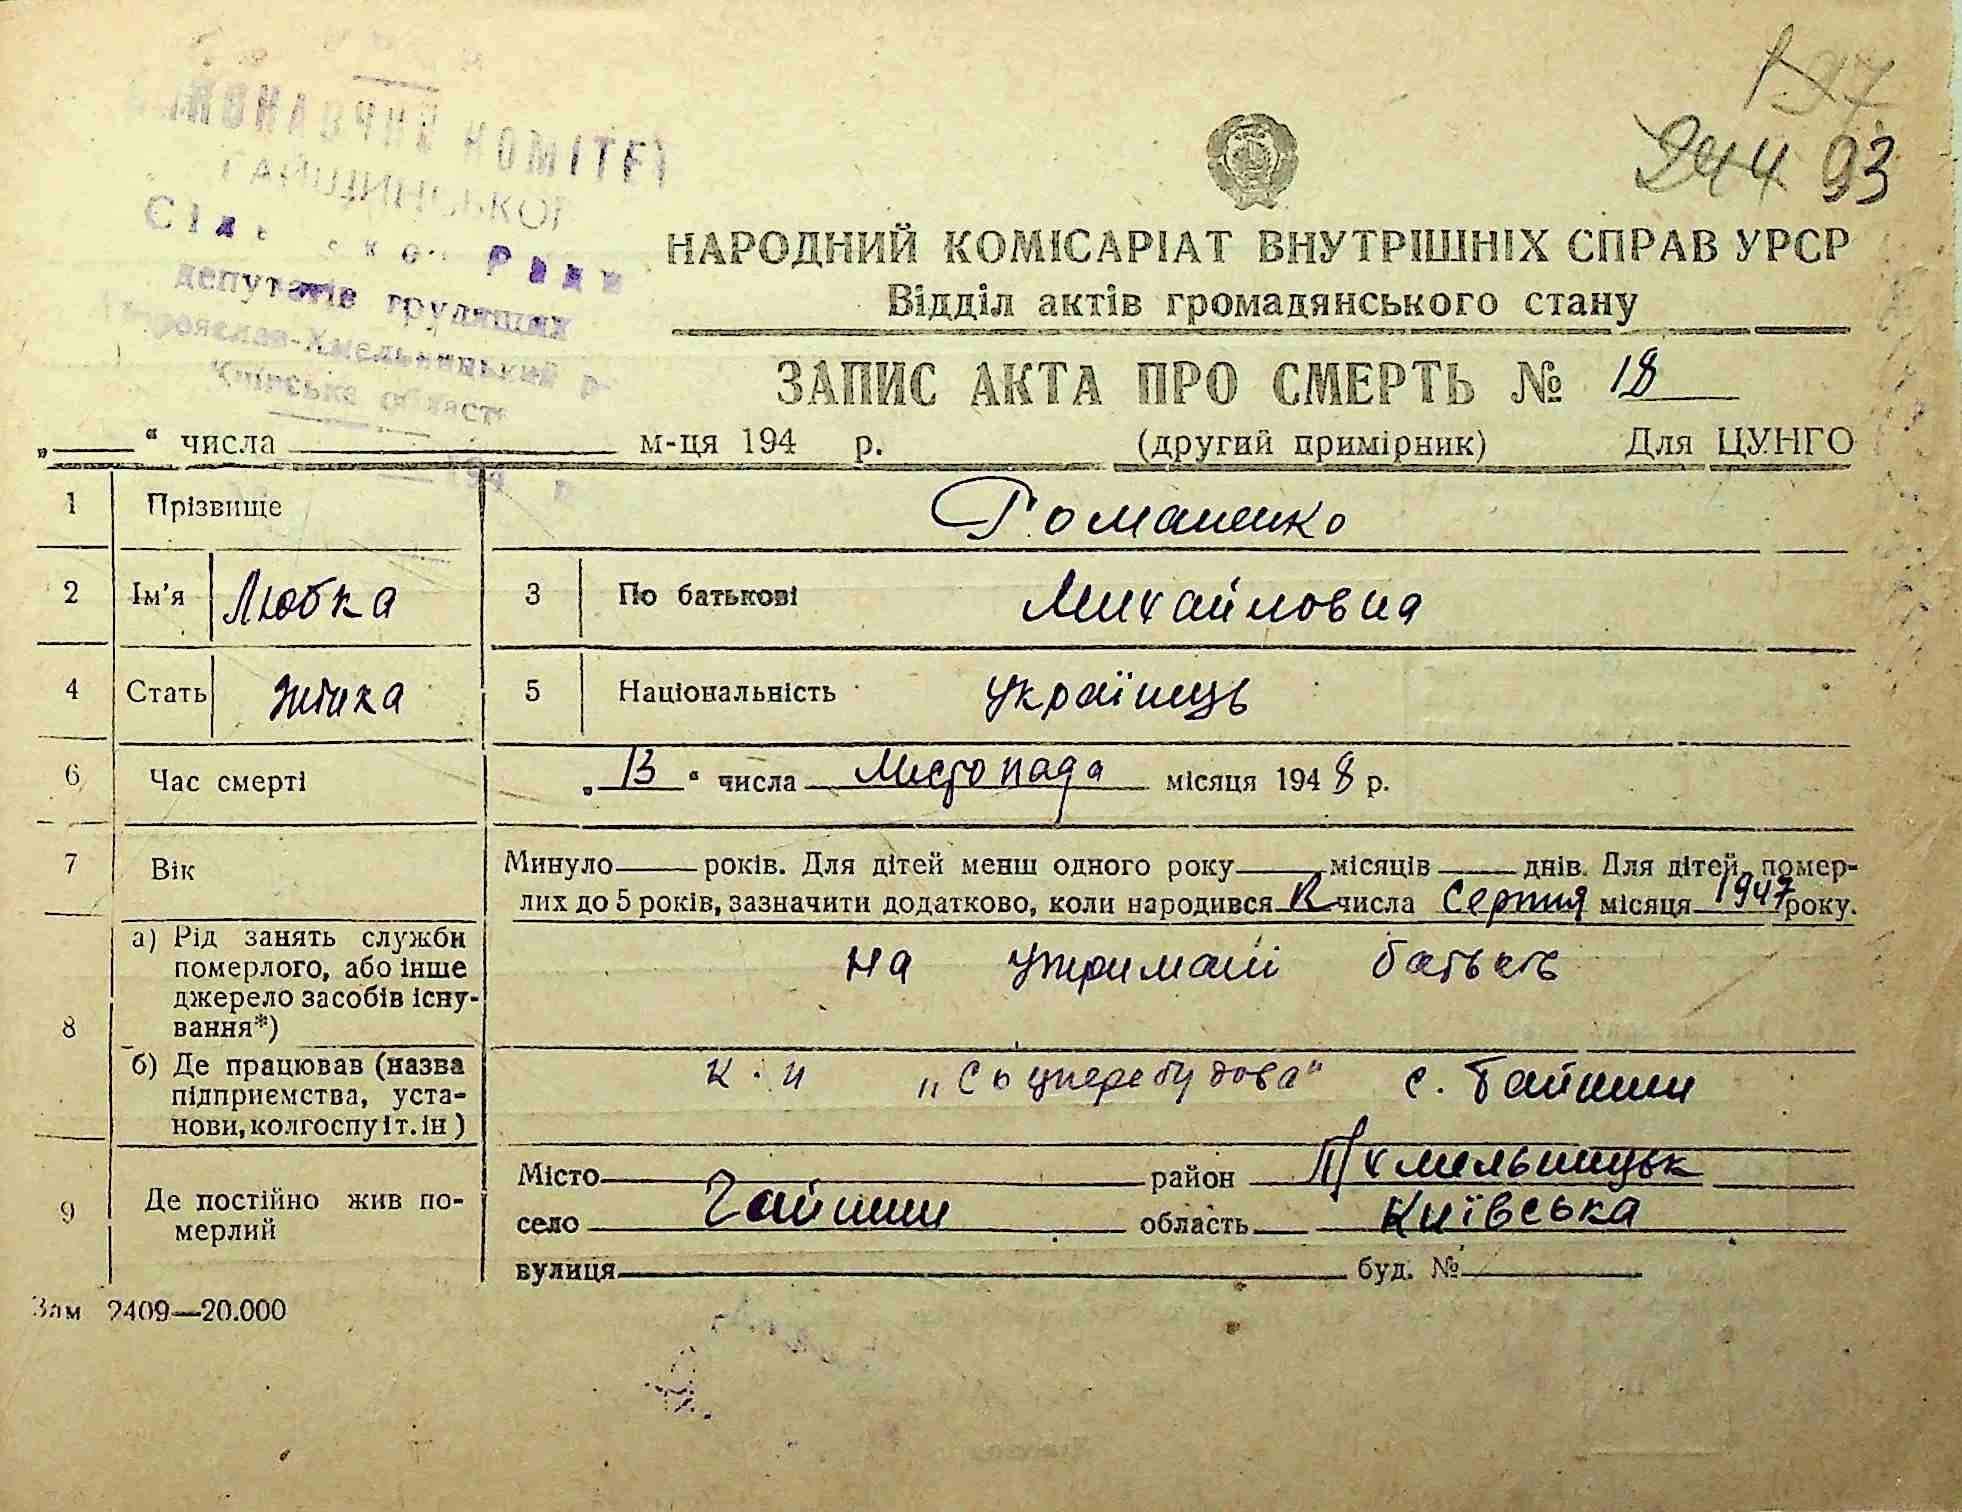 197
244 93
ВИКОНАВЧИЙ КОМІТЕТ
ГАЙШИНСЬКОЇ
Сільської Ради
депутатів трудящих
Переяслав-Хмельницький р-
Київська область
194 р.
НАРОДНИЙ КОМІСАРІАТ ВНУТРІШНІХ СПРАВ УРСР
Відділ актів громадянського стану
ЗАПИС АКТА ПРО СМЕРТЬ № 18
„ “ числа м-ця 194 р. (другий примірник) Для ЦУНГО
1 Прізвище Романенко
2 Ім'я Любка 3 По батькові Михайловна
4 Стать жінка 5 Національність українець
6 Час смерті „ 13 “ числа Листопада місяця 1948 р.
7 Вік Минуло років. Для дітей менш одного року місяців днів. Для дітей, помер-
лих до 5 років, зазначити додатково, коли народився числа Серпня місяця 1947 року.
8 а) Рід занять служби
померлого, або інше
джерело засобів існу-
вання*)
на утримані батьків
б) Де працював (назва
підприємства, уста-
нови, колгоспу і т. ін)
к-п „Соцперебудова“ с. Гайшин
9 Де постійно жив по-
мерлий
Місто район П Хмельницьк
село Гайшин область Київська
вулиця буд. №
Зам 2409—20.000